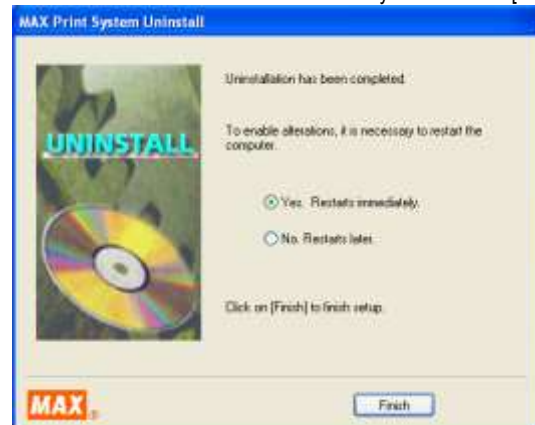 MAX Print System Uninstall
Uninstallation has been completed.
To enable alterations, it is necessary to restart the
computer.
UNINSTALL
Yes. Restarts immediately.
No. Restarts later.
Click on [Finish] to finish setup.
MAX®
Finish